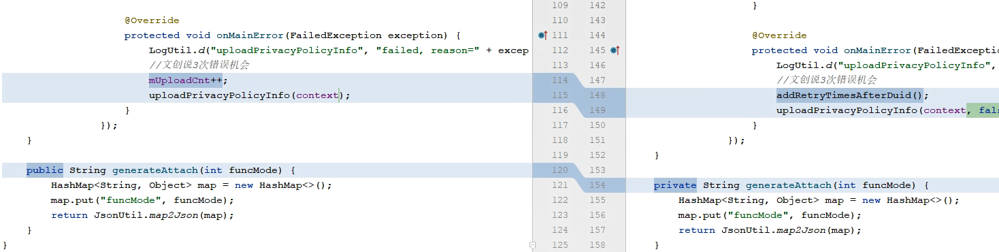 109 142 }
@Override 110 143
protected void onMainError(FailedException exception) { 111 144 @Override
LogUtil.d("uploadPrivacyPolicyInfo", "failed, reason=" + excep 112 145 protected void onMainError(FailedExceptio
//文创说3次错误机会 113 146 LogUtil.d("uploadPrivacyPolicyInfo",
mUploadCnt++; 114 147 //文创说3次错误机会
uploadPrivacyPolicyInfo(context); 115 148 addRetryTimesAfterDuid();
} 116 149 uploadPrivacyPolicyInfo(context, fals
}); 117 150 }
} 118 151 });
119 152 }
public String generateAttach(int funcMode) { 120 153
HashMap<String, Object> map = new HashMap<>(); 121 154 private String generateAttach(int funcMode) {
map.put("funcMode", funcMode); 122 155 HashMap<String, Object> map = new HashMap<>();
return JsonUtil.map2Json(map); 123 156 map.put("funcMode", funcMode);
} 124 157 return JsonUtil.map2Json(map);
} 125 158 }